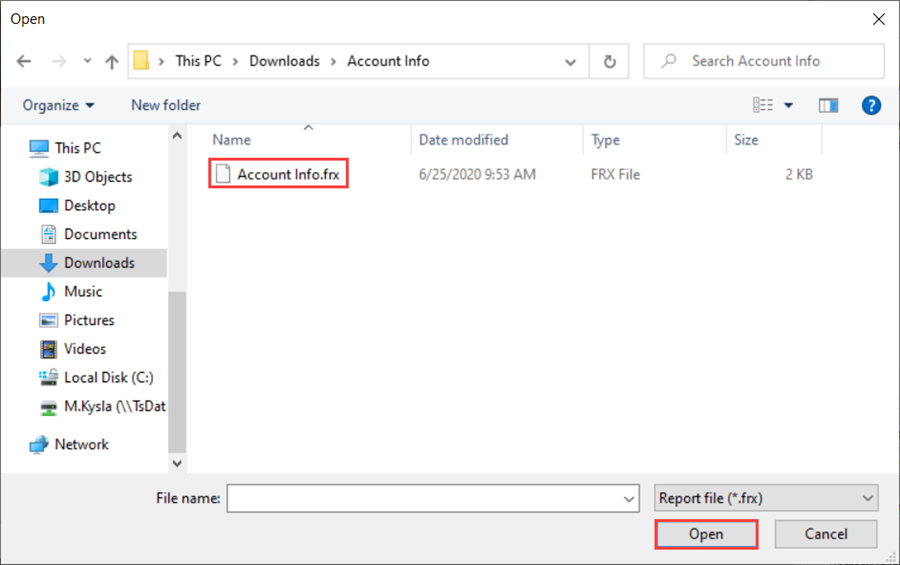 Open
This PC > Downloads > Account Info
Search Account Info
Organize
New folder
Name
Date modified
Type
Size
Account Info.frx
6/25/2020 9:53 AM
FRX File
2 KB
This PC
3D Objects
Desktop
Documents
Downloads
Music
Pictures
Videos
Local Disk (C:)
M.Kysla (\\TsDat
Network
File name:
Report file (*.frx)
Open
Cancel